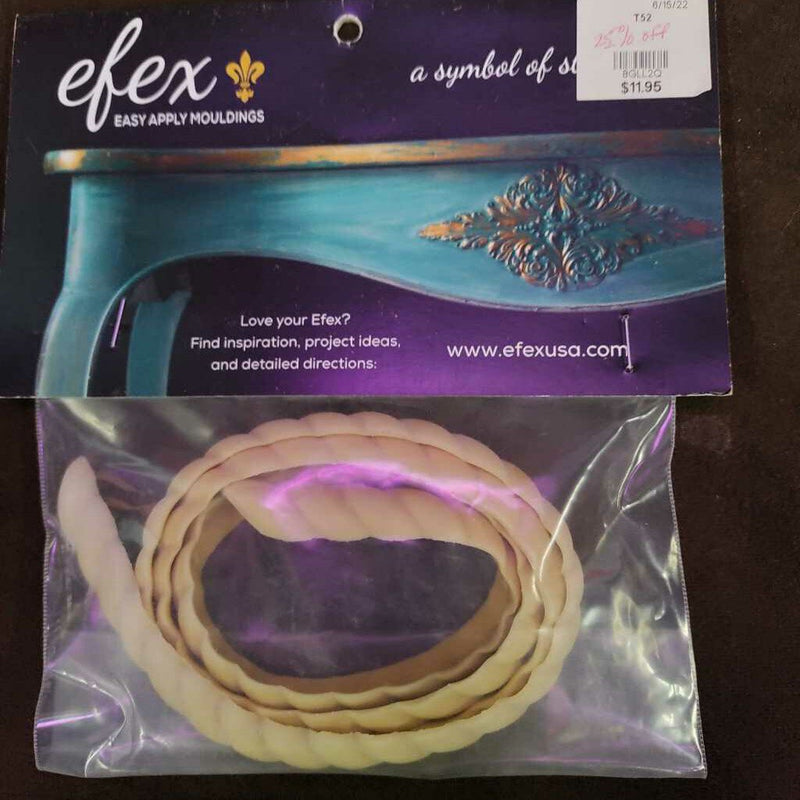 6/15/22
T52
25% off
8GLL2Q
$11.95
efex
EASY APPLY MOULDINGS
a symbol of
Love your Efex?
Find inspiration, project ideas,
and detailed directions:
www.efexusa.com